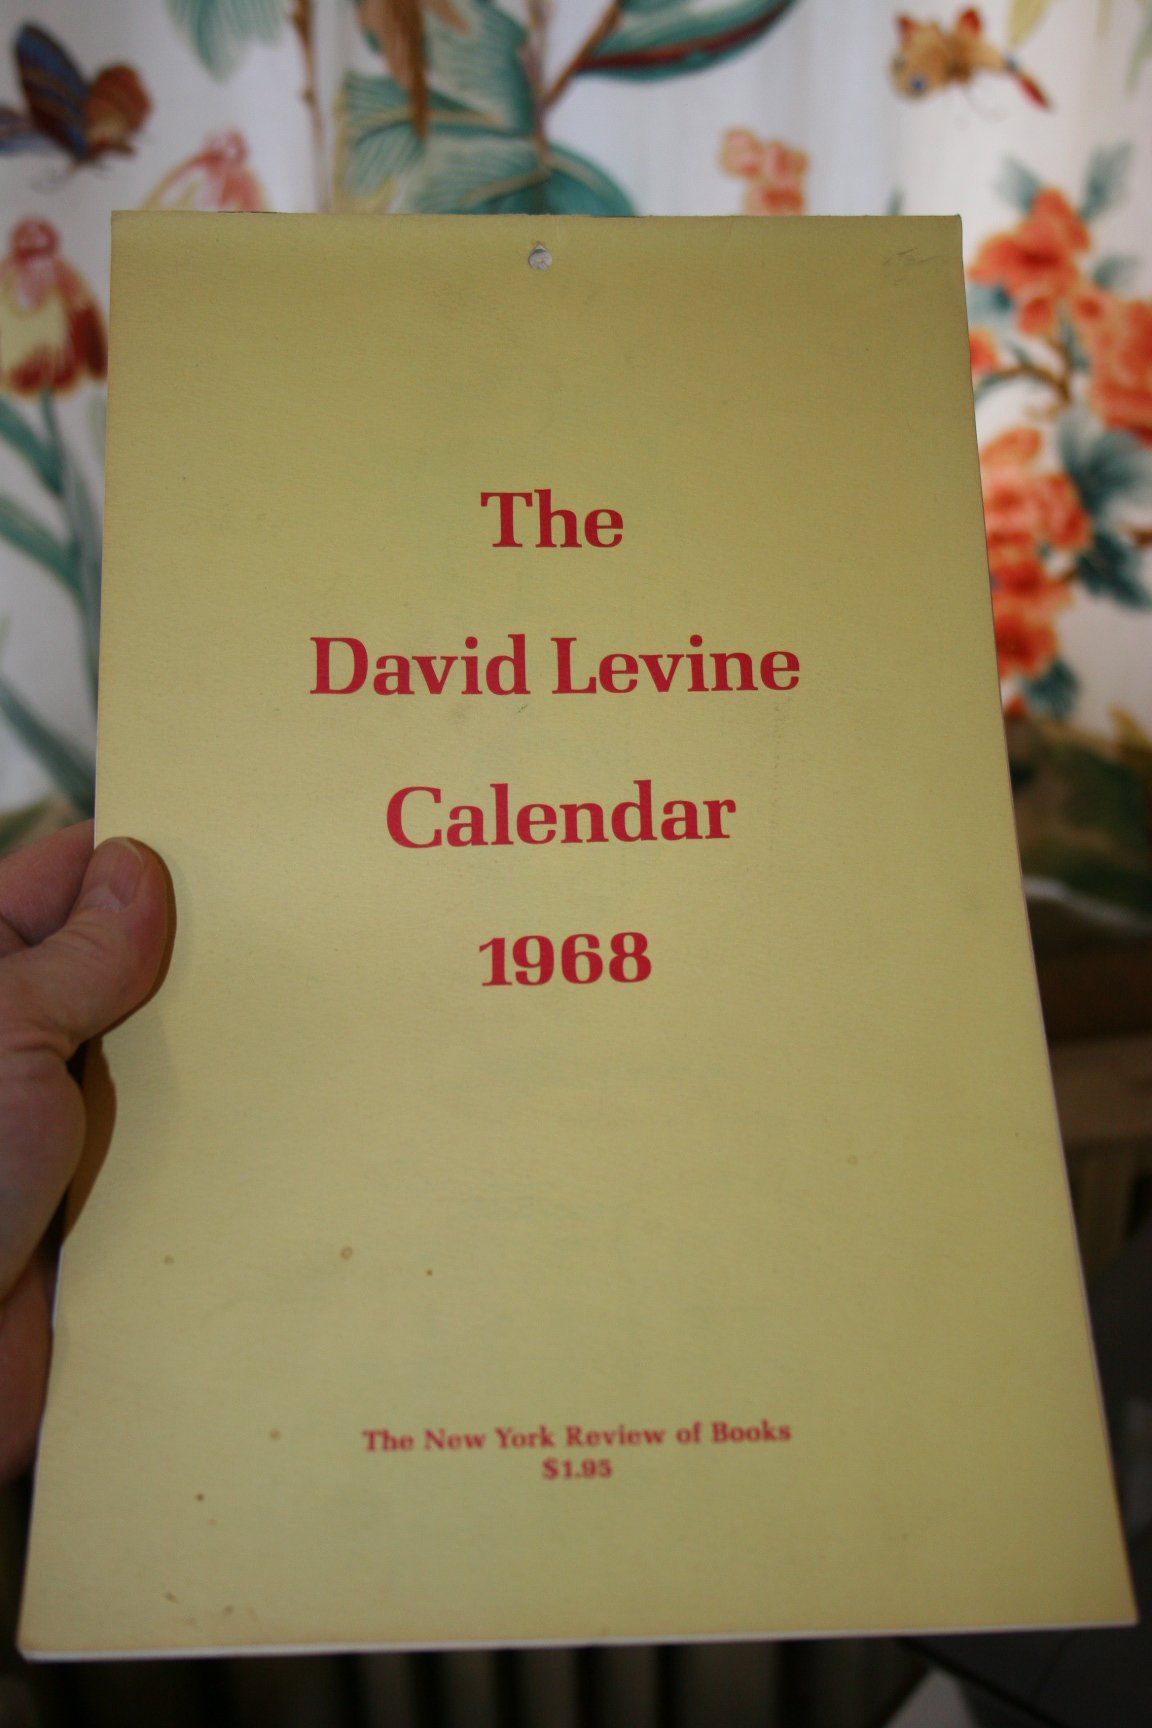 The
David Levine
Calendar
1968
The New York Review of Books
$1.95